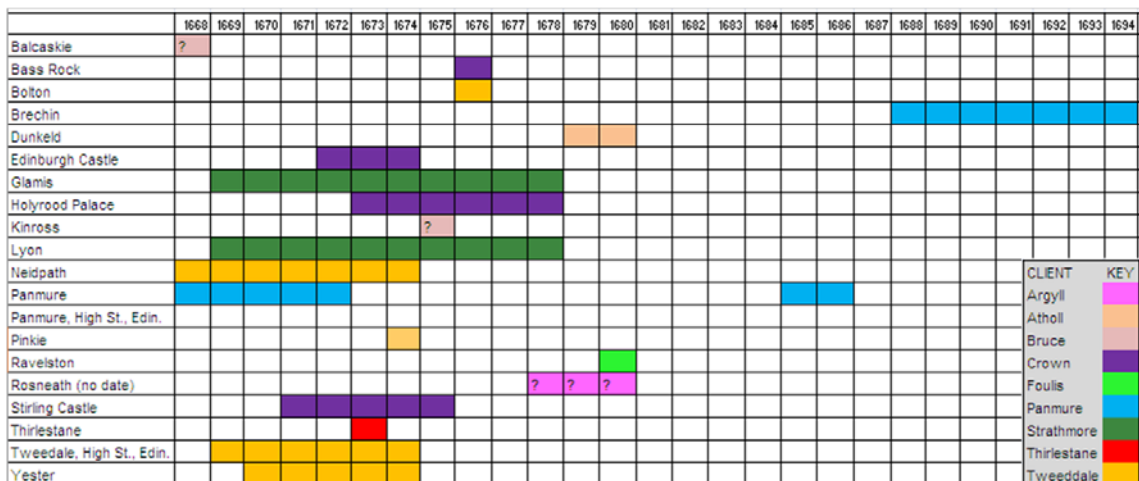 1668 1669 1670 1671 1672 1673 1674 1675 1676 1677 1678 1679 1680 1681 1682 1683 1684 1685 1686 1687 1688 1689 1690 1691 1692 1693 1694
Balcaskie ?
Bass Rock
Bolton
Brechin
Dunkeld
Edinburgh Castle
Glamis
Holyrood Palace
Kinross ?
Lyon
Neidpath
Panmure
Panmure, High St., Edin.
Pinkie
Ravelston
Rosneath (no date) ? ? ?
Stirling Castle
Thirlestane
Tweedale, High St., Edin.
Yester
CLIENT KEY
Argyll
Atholl
Bruce
Crown
Foulis
Panmure
Strathmore
Thirlestane
Tweeddale